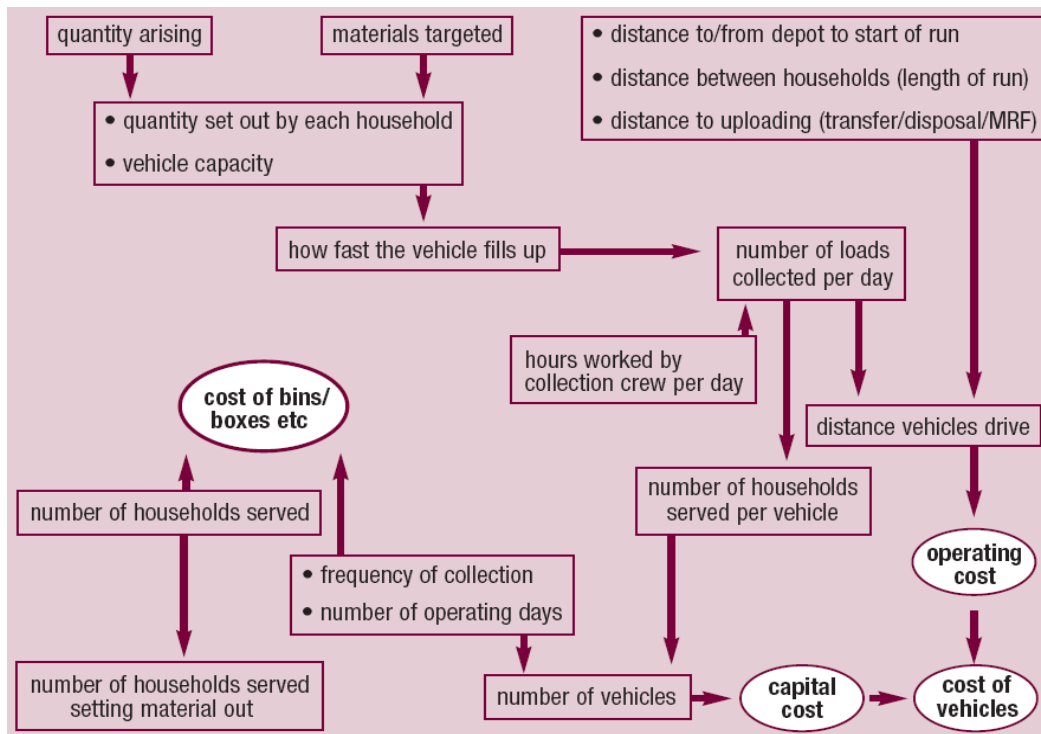 quantity arising
materials targeted
• distance to/from depot to start of run
• distance between households (length of run)
• distance to uploading (transfer/disposal/MRF)
• quantity set out by each household
• vehicle capacity
how fast the vehicle fills up
number of loads
collected per day
hours worked by
collection crew per day
cost of bins/
boxes etc
distance vehicles drive
number of households served
number of households
served per vehicle
• frequency of collection
• number of operating days
operating
cost
number of households served
setting material out
number of vehicles
capital
cost
cost of
vehicles